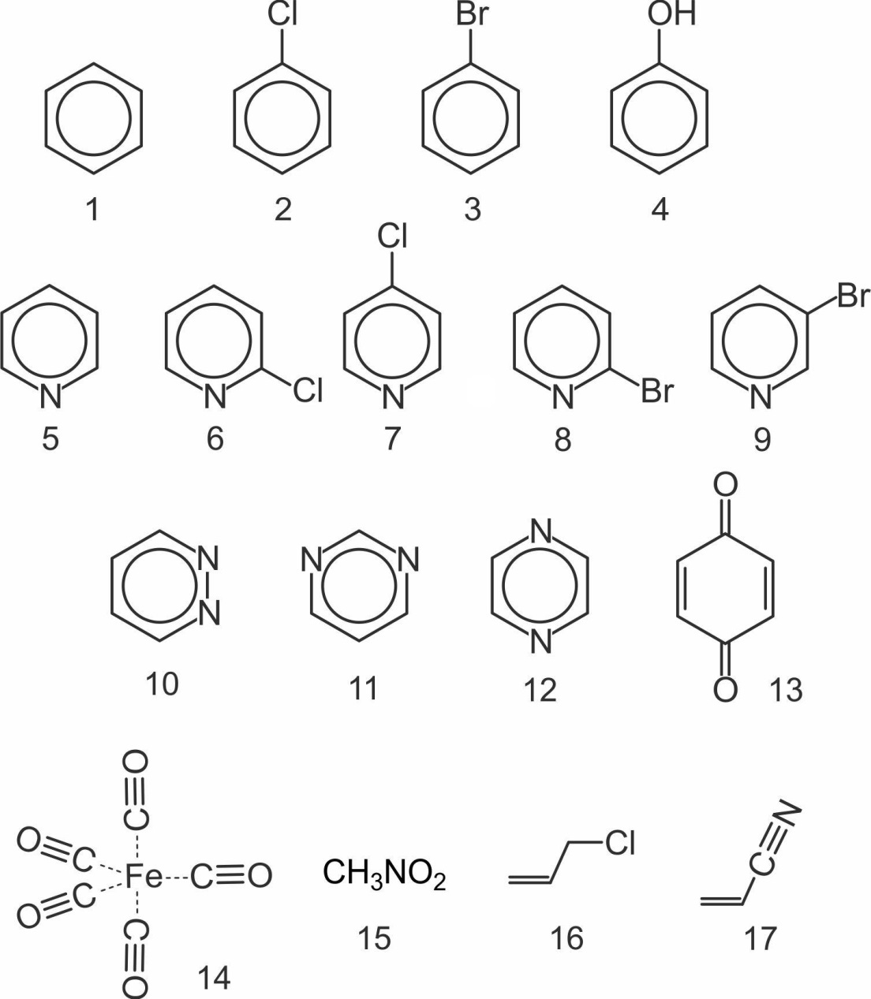 Cl Br OH
1 2 3 4
Cl
Br
N N Cl N N Br N
5 6 7 8 9
O
N N N N
N N
10 11 12 O 13
O
C
O C
Fe C O CH3NO2 Cl N C
O C
C
O
14 15 16 17